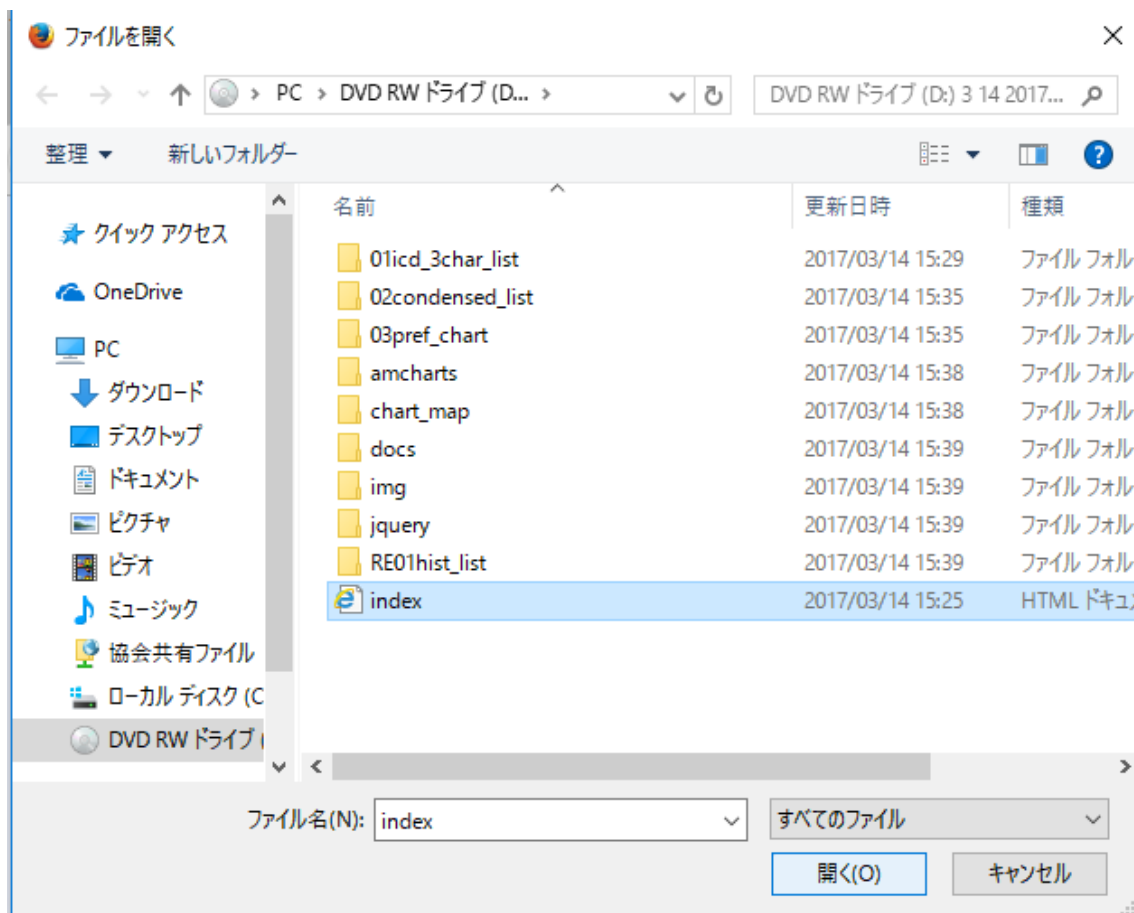 ファイルを開く
PC DVD RW ドライブ (D...
DVD RW ドライブ (D:) 3 14 2017...
整理
新しいフォルダー
名前 更新日時 種類
クイック アクセス
OneDrive
PC
ダウンロード
デスクトップ
ドキュメント
ピクチャ
ビデオ
ミュージック
協会共有ファイル
ローカル ディスク (C
DVD RW ドライブ (
01icd_3char_list 2017/03/14 15:29 ファイル フォル
02condensed_list 2017/03/14 15:35 ファイル フォル
03pref_chart 2017/03/14 15:35 ファイル フォル
amcharts 2017/03/14 15:38 ファイル フォル
chart_map 2017/03/14 15:38 ファイル フォル
docs 2017/03/14 15:39 ファイル フォル
img 2017/03/14 15:39 ファイル フォル
jquery 2017/03/14 15:39 ファイル フォル
RE01hist_list 2017/03/14 15:39 ファイル フォル
index 2017/03/14 15:25 HTML ドキュメ
ファイル名(N): index
すべてのファイル
開く(O)
キャンセル